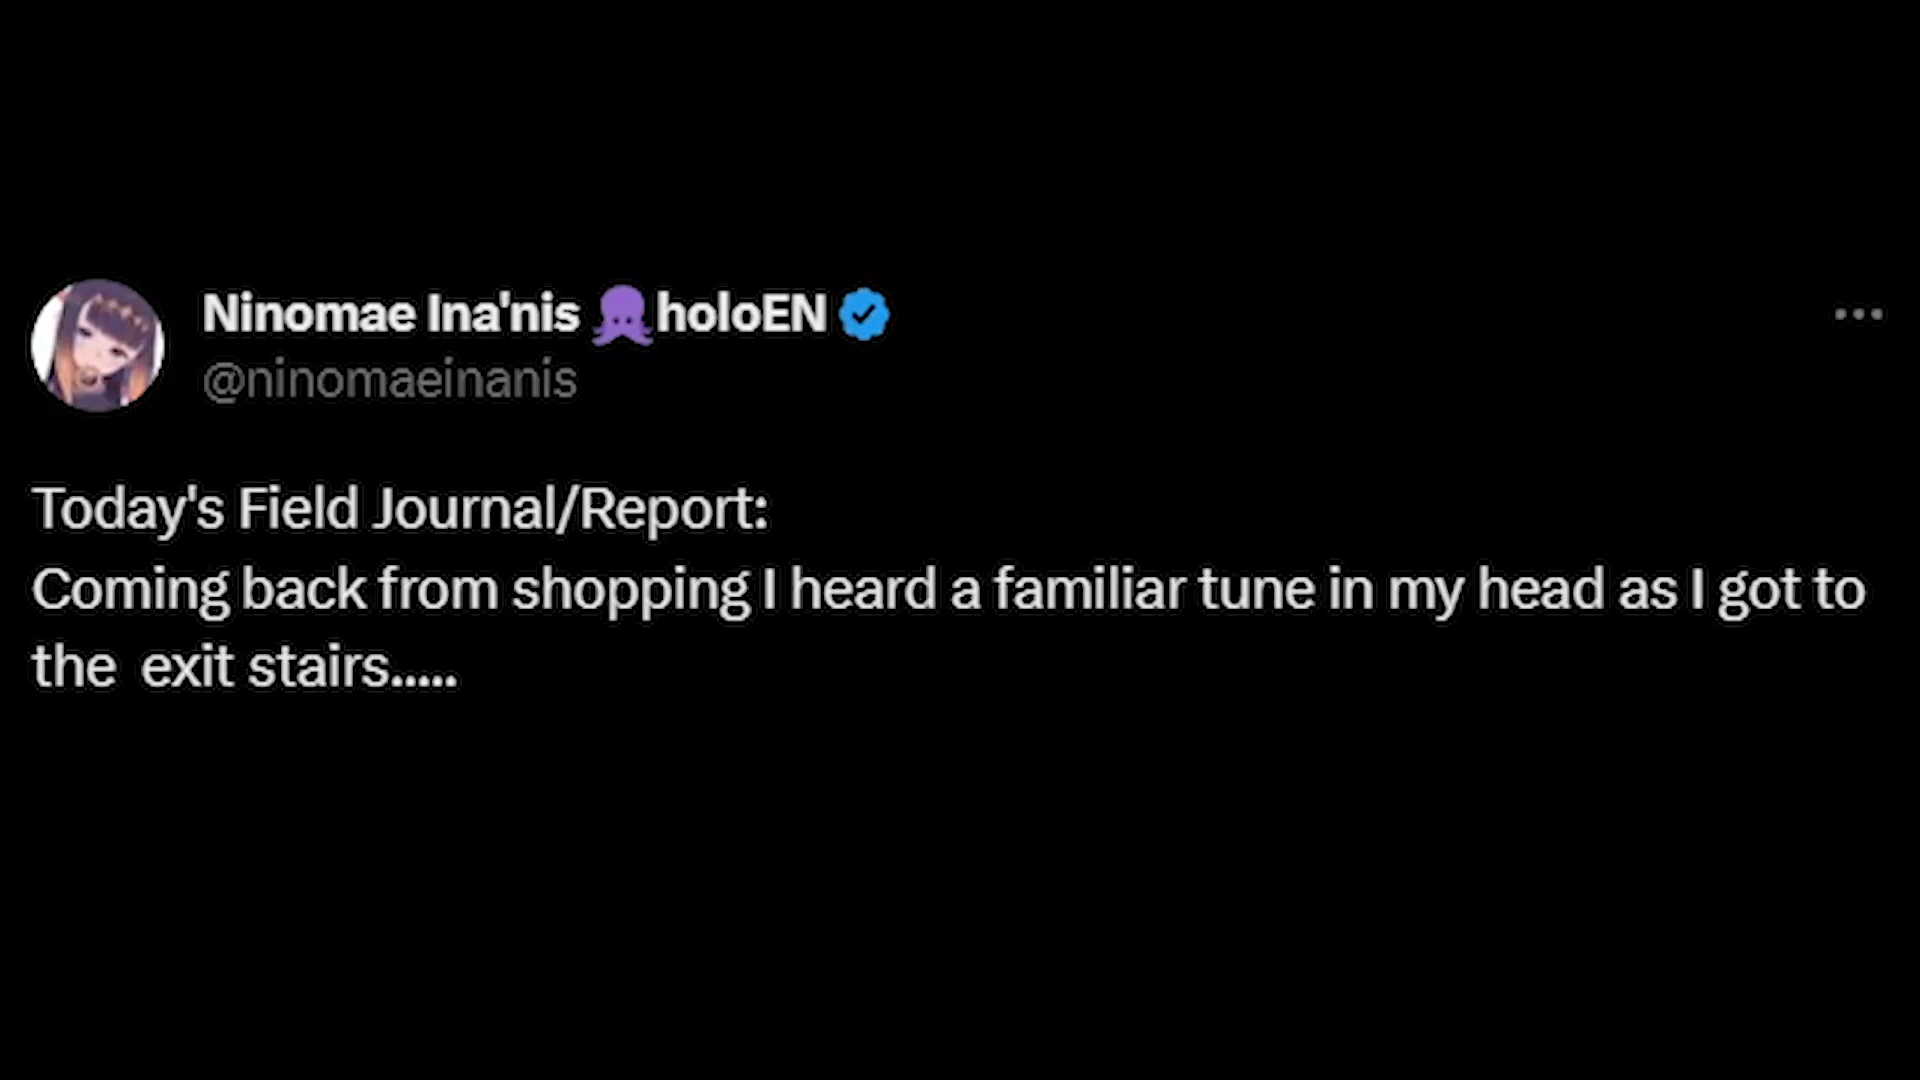 Ninomae Ina'nis 🐙holoEN
@ninomaeinanis
Today's Field Journal/Report:
Coming back from shopping I heard a familiar tune in my head as I got to
the  exit stairs.....